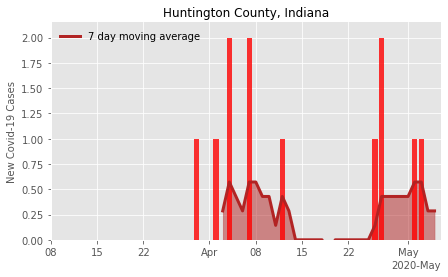 Huntington County, Indiana
7 day moving average
New Covid-19 Cases
2.00
1.75
1.50
1.25
1.00
0.75
0.50
0.25
0.00
08
15
22
Apr
08
15
22
May
2020-May